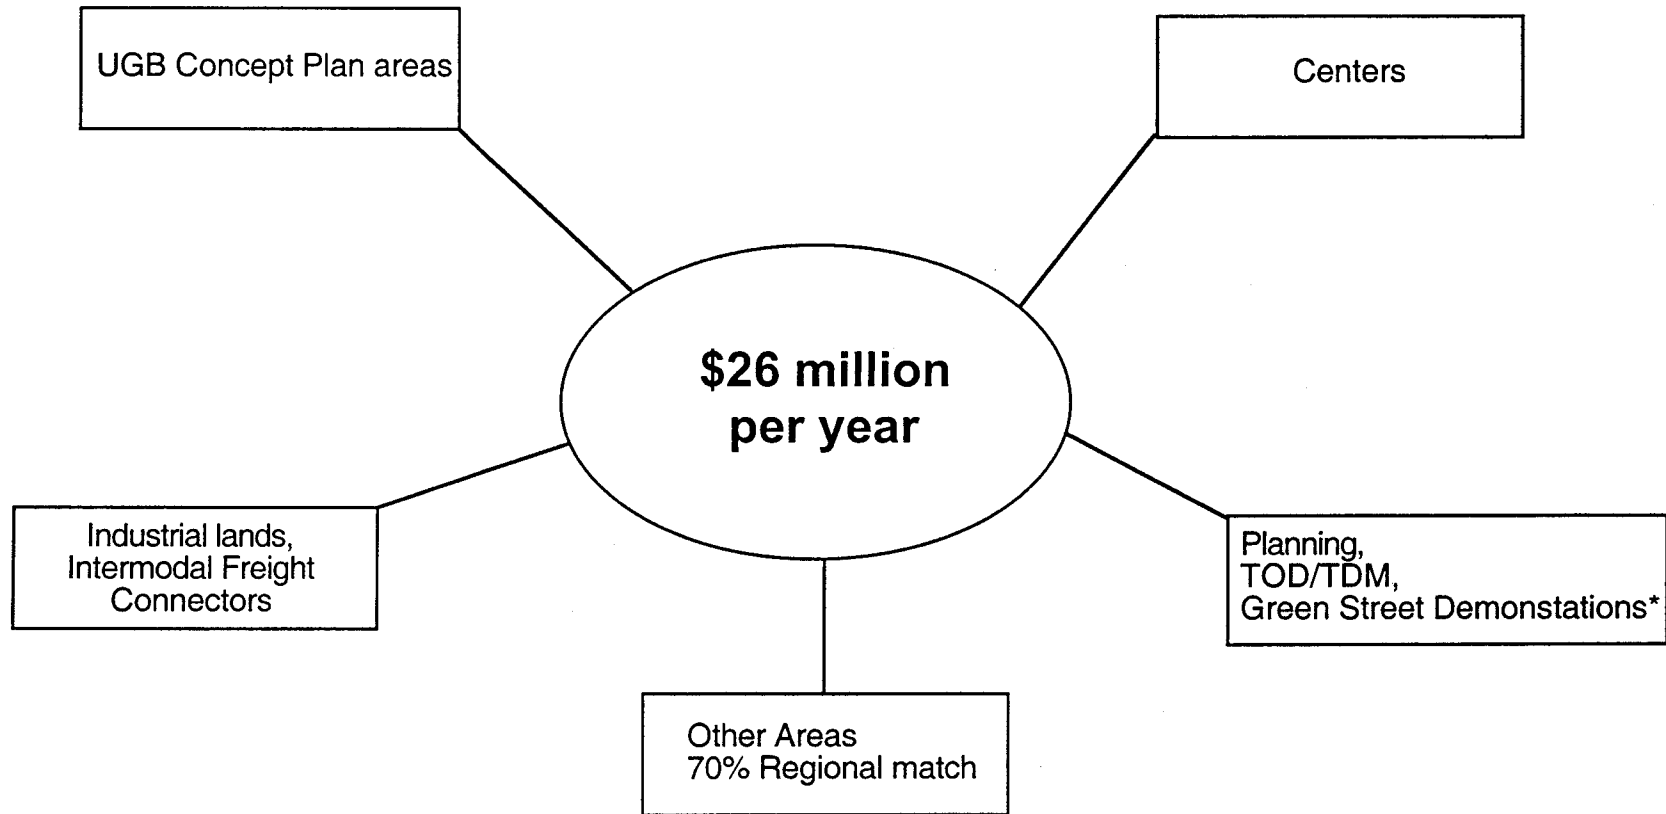 UGB Concept Plan areas
Centers
$26 million
per year
Industrial lands,
Intermodal Freight
Connectors
Planning,
TOD/TDM,
Green Street Demonstations*
Other Areas
70% Regional match